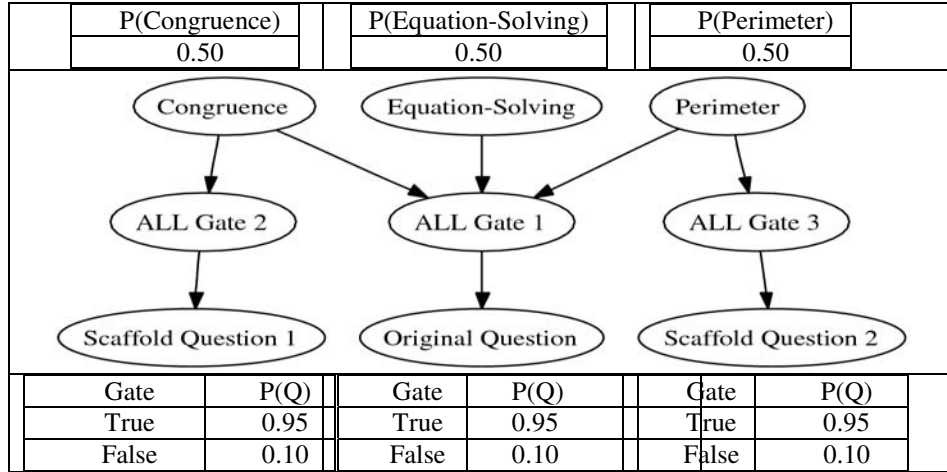 P(Congruence) P(Equation-Solving) P(Perimeter)
0.50 0.50 0.50
Congruence Equation-Solving Perimeter
ALL Gate 2 ALL Gate 1 ALL Gate 3
Scaffold Question 1 Original Question Scaffold Question 2
Gate P(Q) Gate P(Q) Gate P(Q)
True 0.95 True 0.95 True 0.95
False 0.10 False 0.10 False 0.10